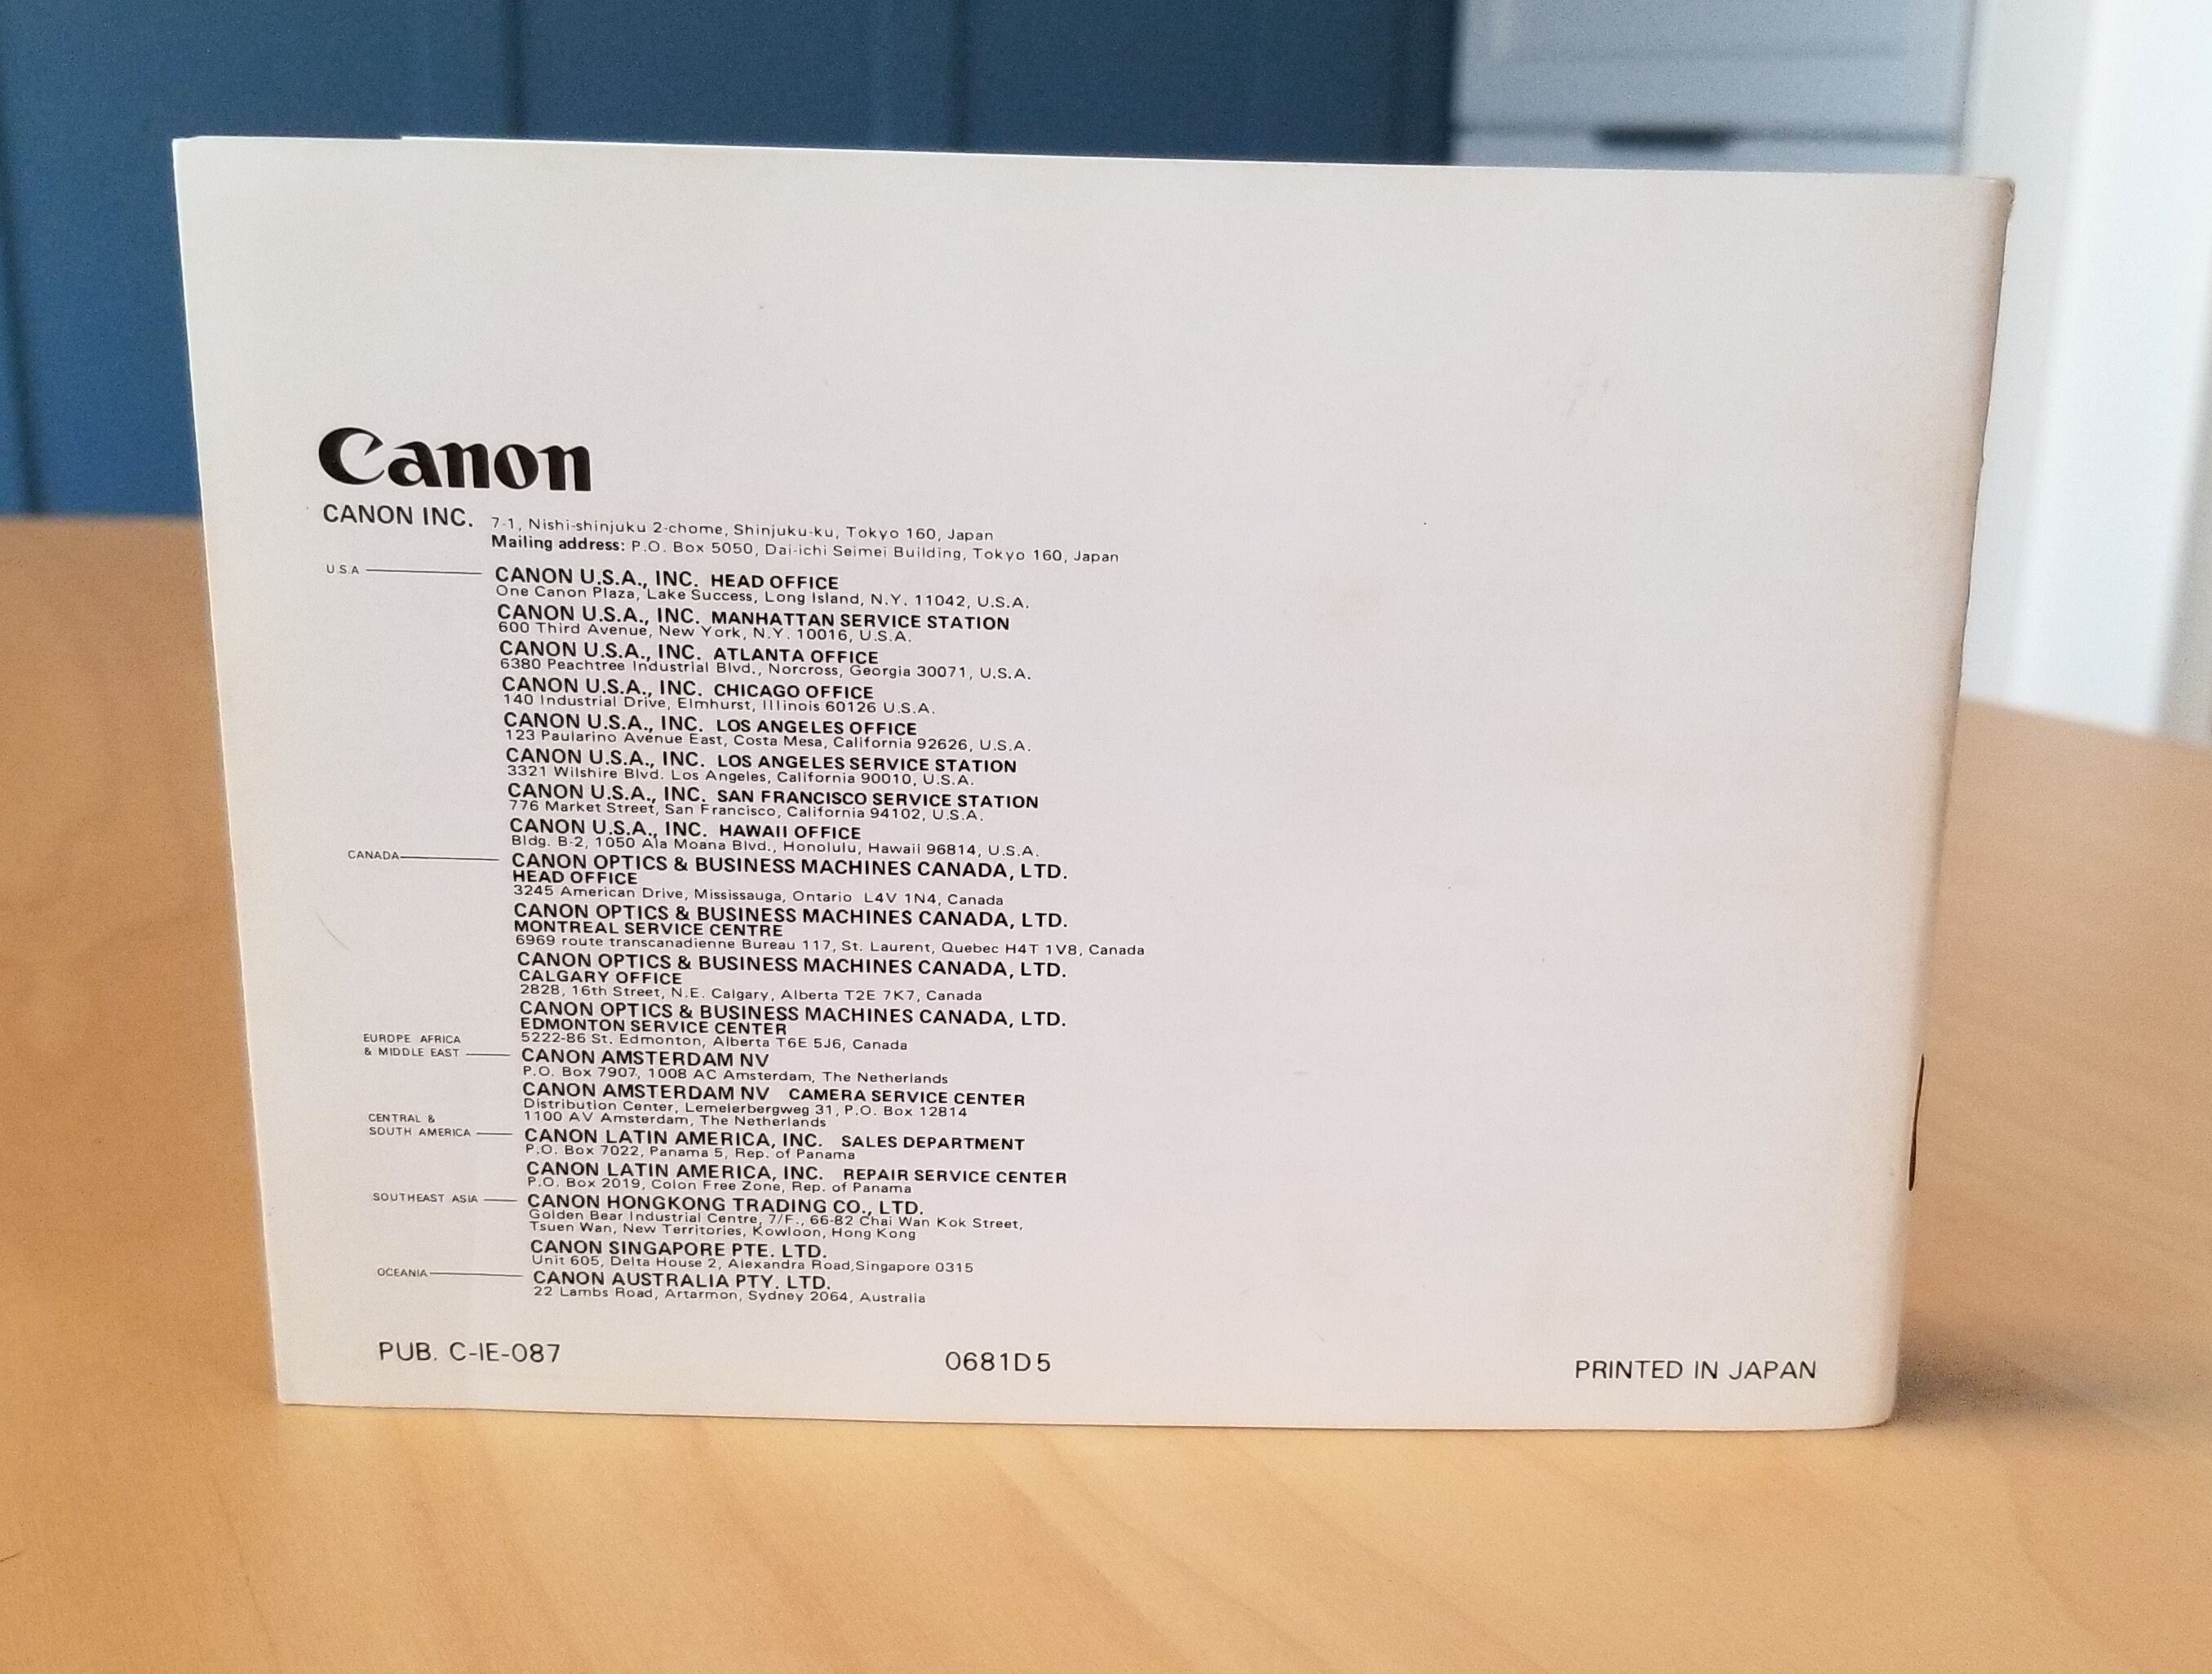 Canon
CANON INC. 7-1, Nishi-shinjuku 2-chome, Shinjuku-ku, Tokyo 160, Japan
Mailing address: P.O. Box 5050, Dai-ichi Seimei Building, Tokyo 160, Japan
U.S.A CANON U.S.A., INC. HEAD OFFICE
One Canon Plaza, Lake Success, Long Island, N.Y. 11042, U.S.A.
CANON U.S.A., INC. MANHATTAN SERVICE STATION
600 Third Avenue, New York, N.Y. 10016, U.S.A.
CANON U.S.A., INC. ATLANTA OFFICE
6380 Peachtree Industrial Blvd., Norcross, Georgia 30071, U.S.A.
CANON U.S.A., INC. CHICAGO OFFICE
140 Industrial Drive, Elmhurst, Illinois 60126 U.S.A.
CANON U.S.A., INC. LOS ANGELES OFFICE
123 Paularino Avenue East, Costa Mesa, California 92626, U.S.A.
CANON U.S.A., INC. LOS ANGELES SERVICE STATION
3321 Wilshire Blvd. Los Angeles, California 90010, U.S.A.
CANON U.S.A., INC. SAN FRANCISCO SERVICE STATION
776 Market Street, San Francisco, California 94102, U.S.A.
CANON U.S.A., INC. HAWAII OFFICE
Bldg. B-2, 1050 Ala Moana Blvd., Honolulu, Hawaii 96814, U.S.A.
CANADA CANON OPTICS & BUSINESS MACHINES CANADA, LTD.
HEAD OFFICE
3245 American Drive, Mississauga, Ontario L4V 1N4, Canada
CANON OPTICS & BUSINESS MACHINES CANADA, LTD.
MONTREAL SERVICE CENTRE
6969 route transcanadienne Bureau 117, St. Laurent, Quebec H4T 1V8, Canada
CANON OPTICS & BUSINESS MACHINES CANADA, LTD.
CALGARY OFFICE
2828, 16th Street, N.E. Calgary, Alberta T2E 7K7, Canada
CANON OPTICS & BUSINESS MACHINES CANADA, LTD.
EDMONTON SERVICE CENTER
5222-86 St. Edmonton, Alberta T6E 5J6, Canada
EUROPE AFRICA
& MIDDLE EAST CANON AMSTERDAM NV
P.O. Box 7907, 1008 AC Amsterdam, The Netherlands
CANON AMSTERDAM NV CAMERA SERVICE CENTER
Distribution Center, Lemelerbergweg 31, P.O. Box 12814
1100 AV Amsterdam, The Netherlands
CENTRAL &
SOUTH AMERICA CANON LATIN AMERICA, INC. SALES DEPARTMENT
P.O. Box 7022, Panama 5, Rep. of Panama
CANON LATIN AMERICA, INC. REPAIR SERVICE CENTER
P.O. Box 2019, Colon Free Zone, Rep. of Panama
SOUTHEAST ASIA CANON HONGKONG TRADING CO., LTD.
Golden Bear Industrial Centre, 7/F., 66-82 Chai Wan Kok Street,
Tsuen Wan, New Territories, Kowloon, Hong Kong
CANON SINGAPORE PTE. LTD.
Unit 605, Delta House 2, Alexandra Road, Singapore 0315
OCEANIA CANON AUSTRALIA PTY. LTD.
22 Lambs Road, Artarmon, Sydney 2064, Australia
PUB. C-IE-087 0681D5 PRINTED IN JAPAN